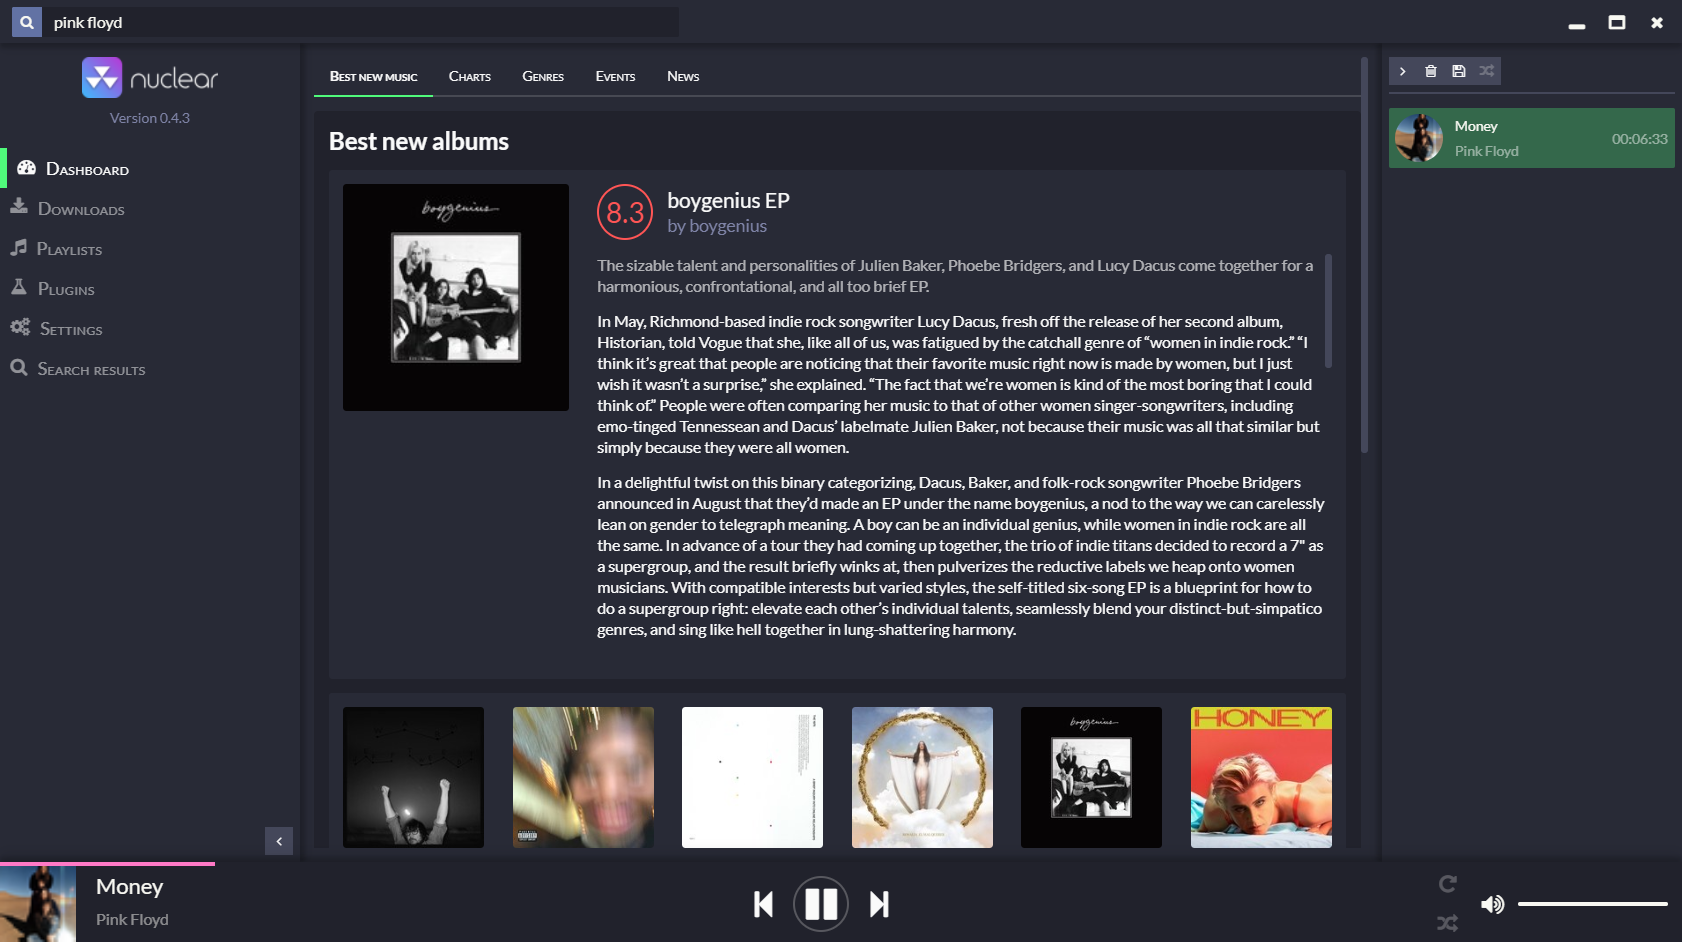 pink floyd
nuclear
Version 0.4.3
Dashboard
Downloads
Playlists
Plugins
Settings
Search results
Best new music
Charts
Genres
Events
News
Best new albums
boygenius
8.3
boygenius EP
by boygenius
The sizable talent and personalities of Julien Baker, Phoebe Bridgers, and Lucy Dacus come together for a
harmonious, confrontational, and all too brief EP.
In May, Richmond-based indie rock songwriter Lucy Dacus, fresh off the release of her second album,
Historian, told Vogue that she, like all of us, was fatigued by the catchall genre of “women in indie rock.” “I
think it’s great that people are noticing that their favorite music right now is made by women, but I just
wish it wasn’t a surprise,” she explained. “The fact that we’re women is kind of the most boring that I could
think of.” People were often comparing her music to that of other women singer-songwriters, including
emo-tinged Tennessean and Dacus’ labelmate Julien Baker, not because their music was all that similar but
simply because they were all women.
In a delightful twist on this binary categorizing, Dacus, Baker, and folk-rock songwriter Phoebe Bridgers
announced in August that they’d made an EP under the name boygenius, a nod to the way we can carelessly
lean on gender to telegraph meaning. A boy can be an individual genius, while women in indie rock are all
the same. In advance of a tour they had coming up together, the trio of indie titans decided to record a 7" as
a supergroup, and the result briefly winks at, then pulverizes the reductive labels we heap onto women
musicians. With compatible interests but varied styles, the self-titled six-song EP is a blueprint for how to
do a supergroup right: elevate each other’s individual talents, seamlessly blend your distinct-but-simpatico
genres, and sing like hell together in lung-shattering harmony.
boygenius
HONEY
Money
Pink Floyd
00:06:33
Money
Pink Floyd